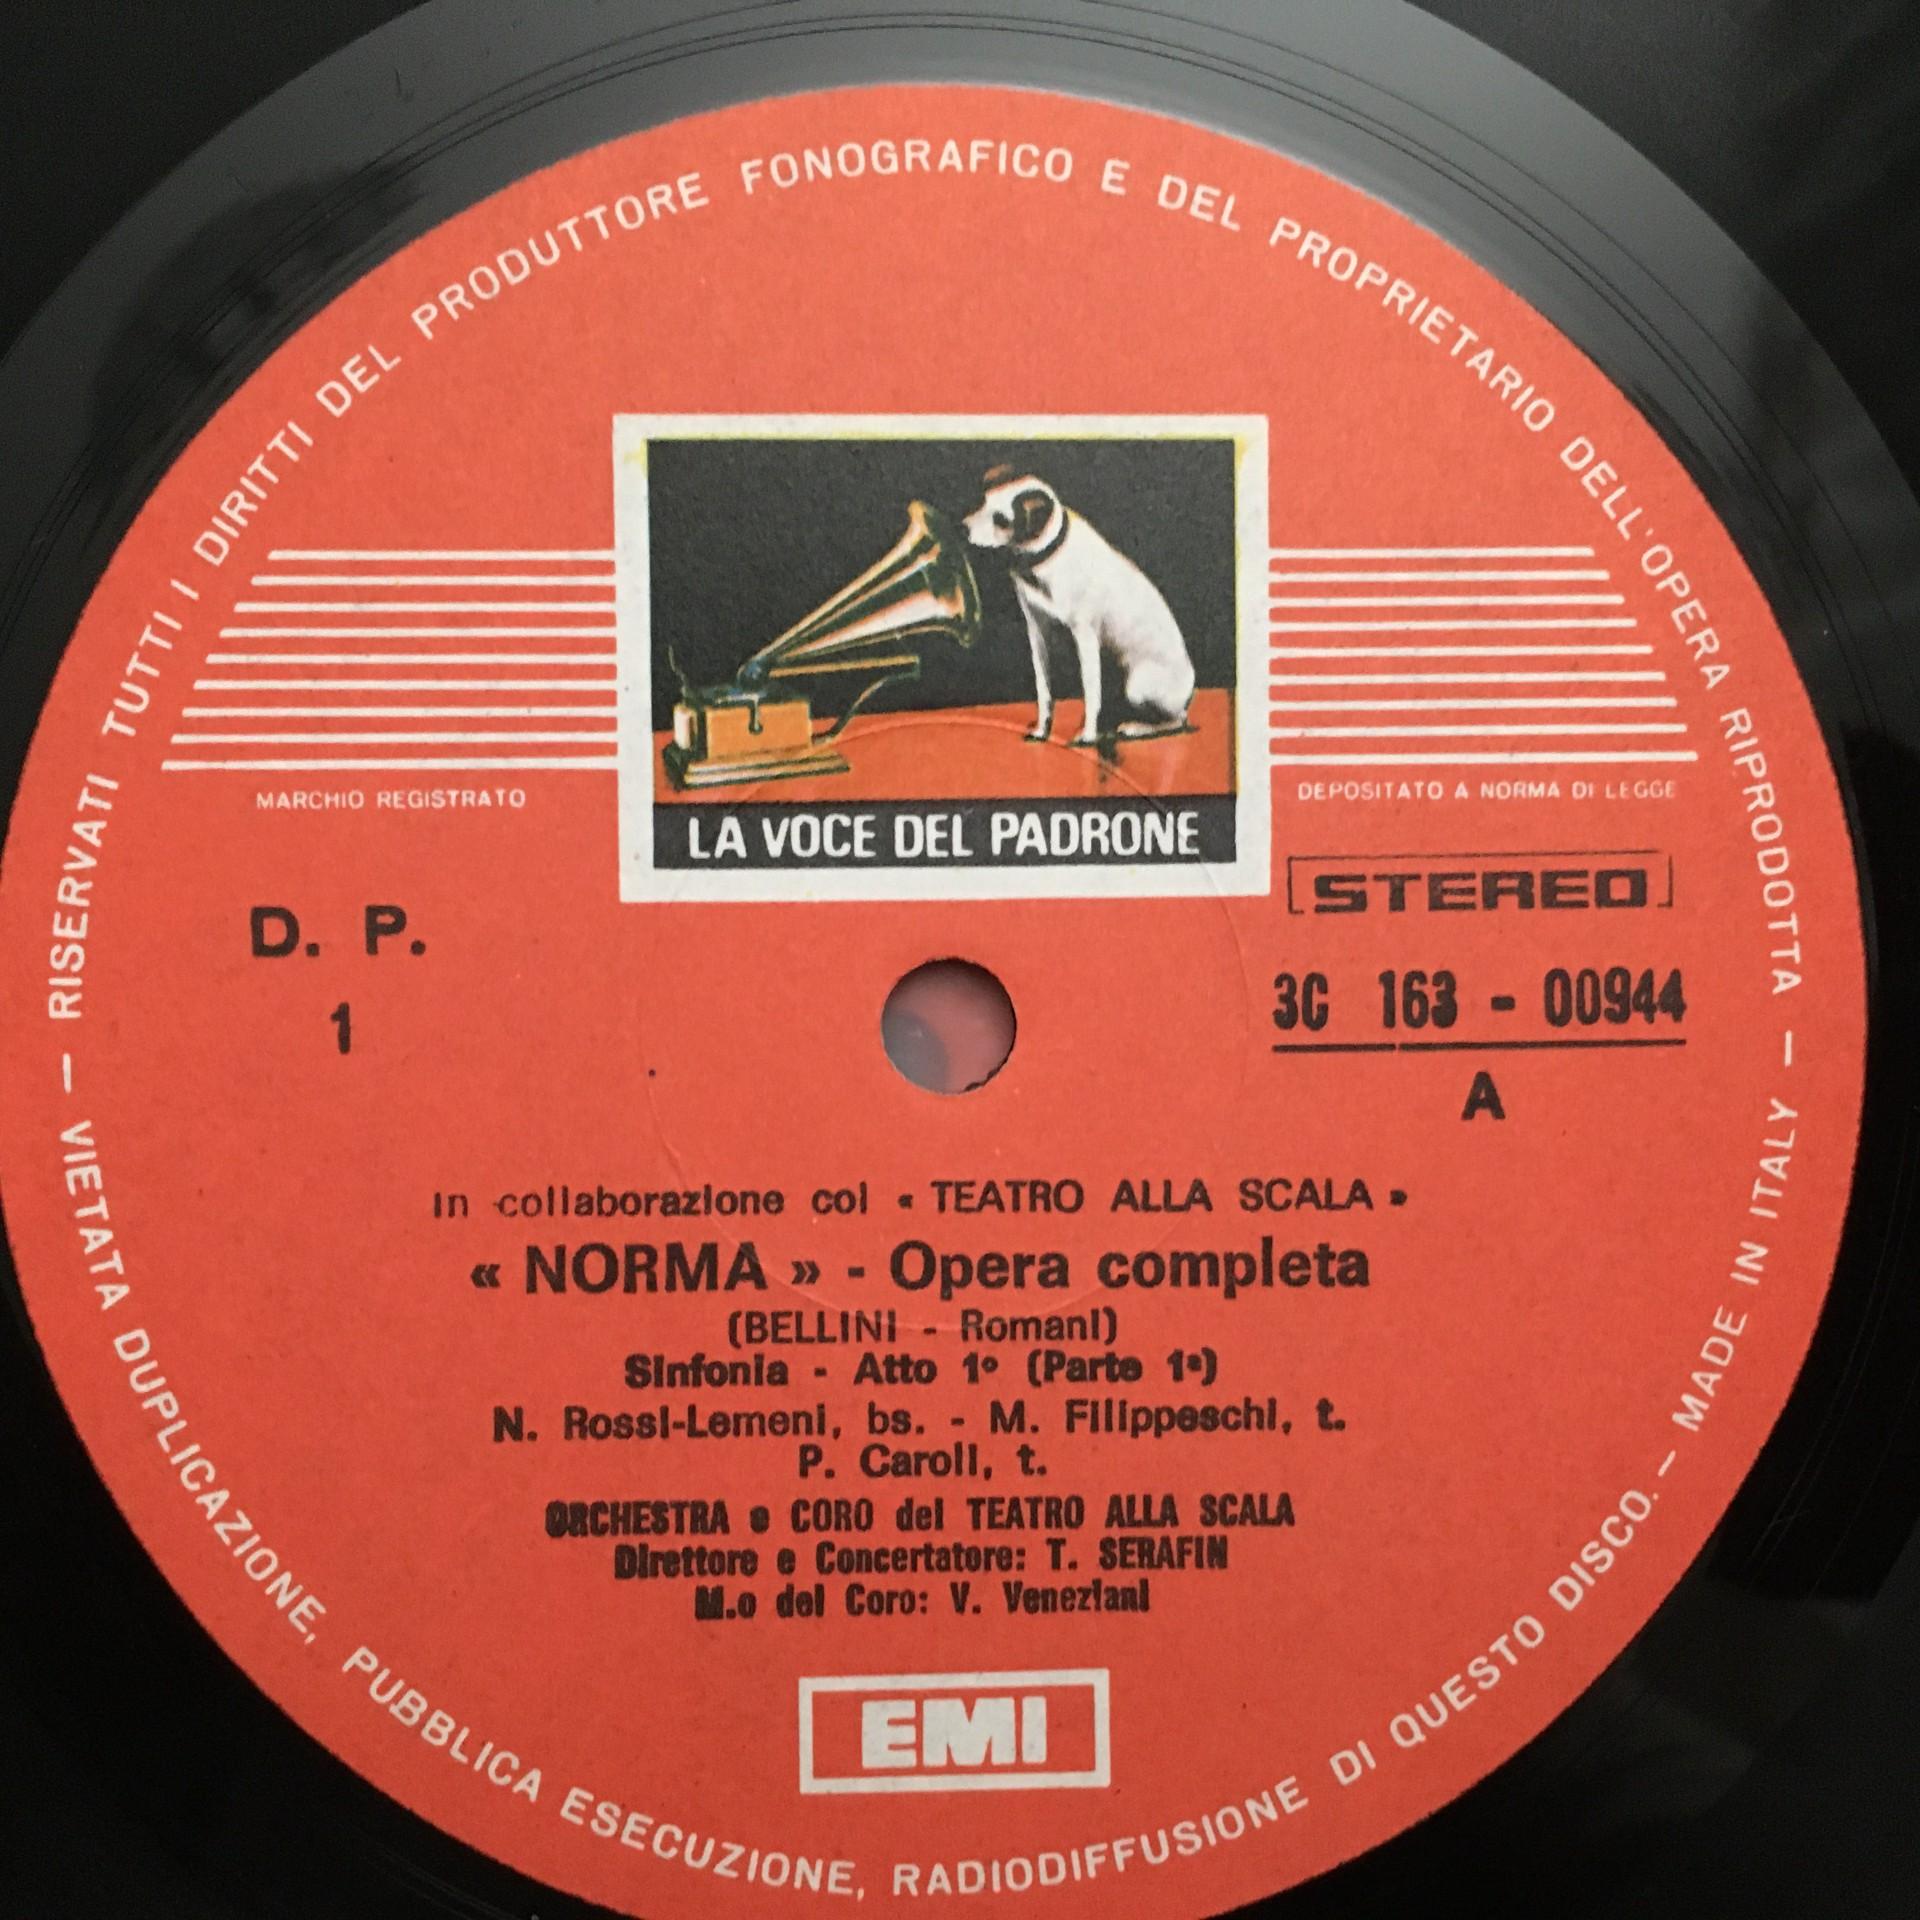 RISERVATI TUTTI I DIRITTI DEL PRODUTTORE FONOGRAFICO E DEL PROPRIETARIO DELL'OPERA RIPRODOTTA – MADE IN ITALY –
VIETATA DUPLICAZIONE, PUBBLICA ESECUZIONE, RADIODIFFUSIONE DI QUESTO DISCO. –
LA VOCE DEL PADRONE
MARCHIO REGISTRATO
DEPOSITATO A NORMA DI LEGGE
STEREO
D. P.
1
3C 163 - 00944
A
In collaborazione col « TEATRO ALLA SCALA »
« NORMA » - Opera completa
(BELLINI - Romani)
Sinfonia - Atto 1° (Parte 1ª)
N. Rossi-Lemeni, bs. - M. Filippeschi, t.
P. Caroli, t.
ORCHESTRA e CORO del TEATRO ALLA SCALA
Direttore e Concertatore: T. SERAFIN
M.o del Coro: V. Veneziani
EMI